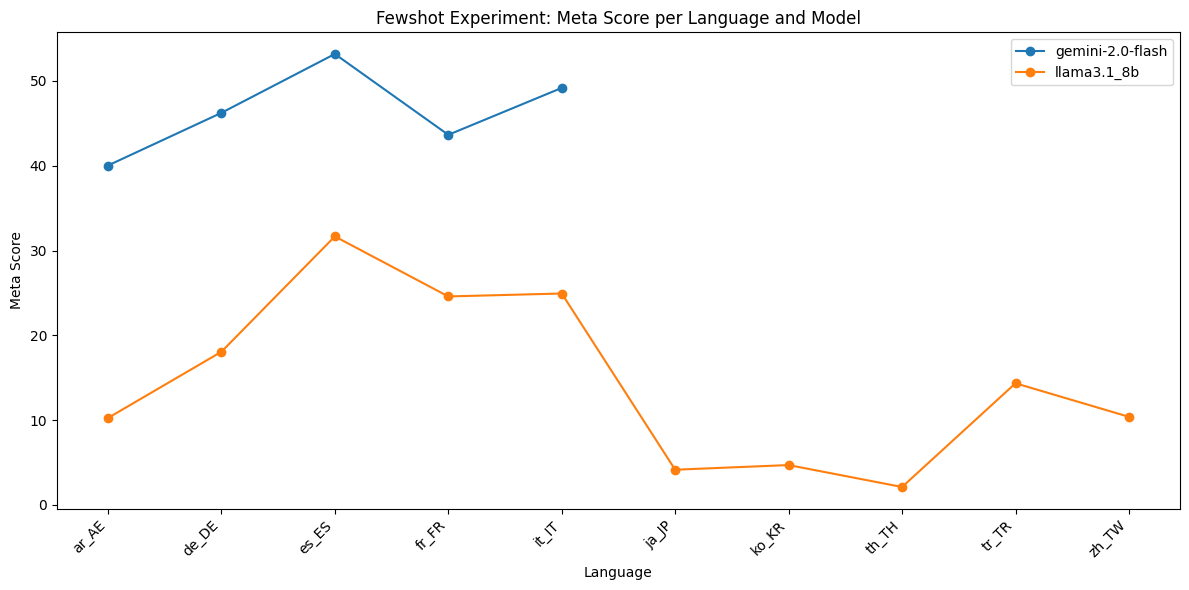 Fewshot Experiment: Meta Score per Language and Model
gemini-2.0-flash
llama3.1_8b
Meta Score
50
40
30
20
10
0
ar_AE
de_DE
es_ES
fr_FR
it_IT
ja_JP
ko_KR
th_TH
tr_TR
zh_TW
Language